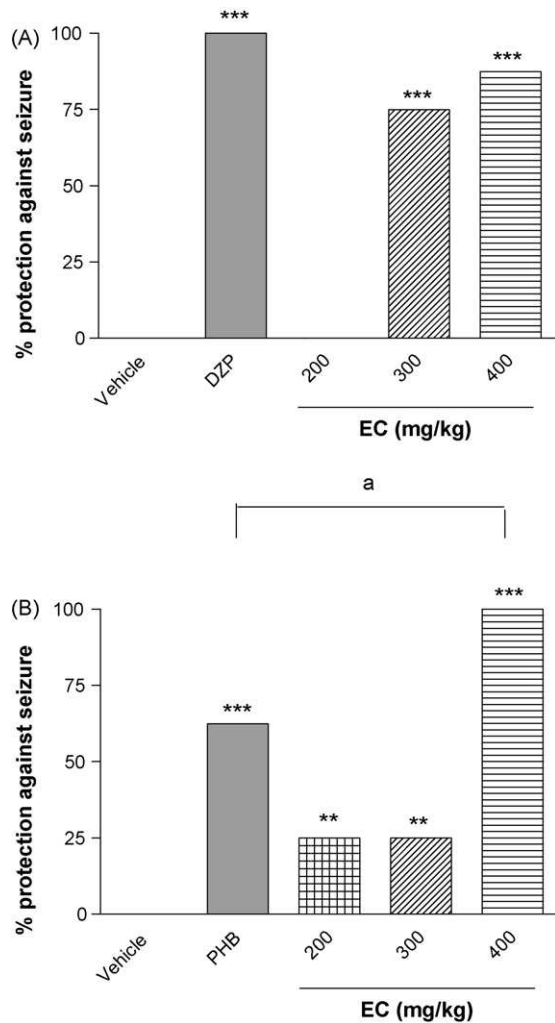 (A)
% protection against seizure
100
75
50
25
0
***
***
***
Vehicle
DZP
200
300
400
EC (mg/kg)
a
(B)
% protection against seizure
100
75
50
25
0
***
**
**
***
Vehicle
PHB
200
300
400
EC (mg/kg)